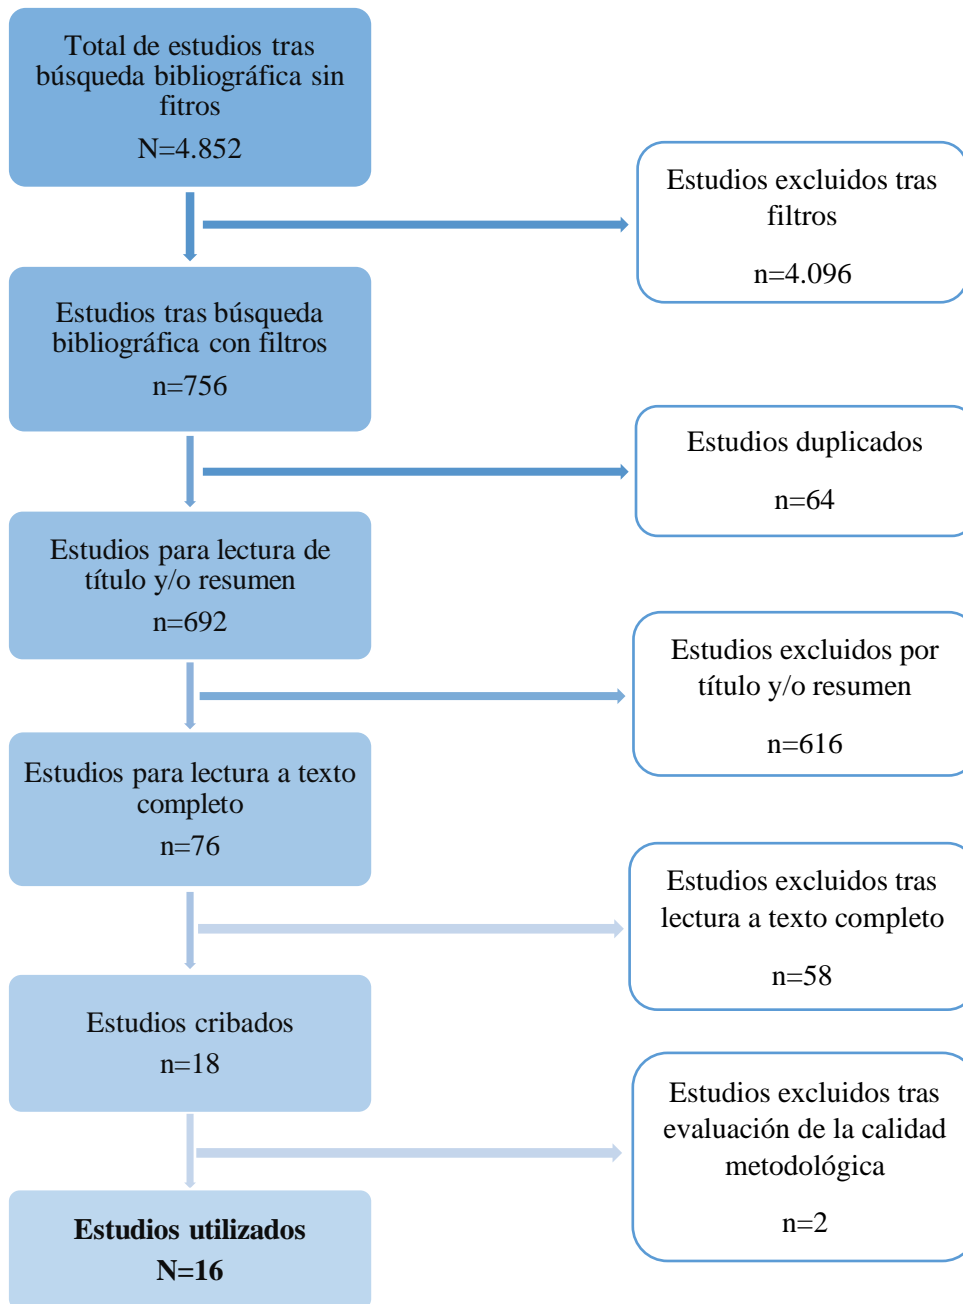 Total de estudios tras
búsqueda bibliográfica sin
fitros
N=4.852
Estudios excluidos tras
filtros
n=4.096
Estudios tras búsqueda
bibliográfica con filtros
n=756
Estudios duplicados
n=64
Estudios para lectura de
título y/o resumen
n=692
Estudios excluidos por
título y/o resumen
n=616
Estudios para lectura a texto
completo
n=76
Estudios excluidos tras
lectura a texto completo
n=58
Estudios cribados
n=18
Estudios excluidos tras
evaluación de la calidad
metodológica
n=2
Estudios utilizados
N=16